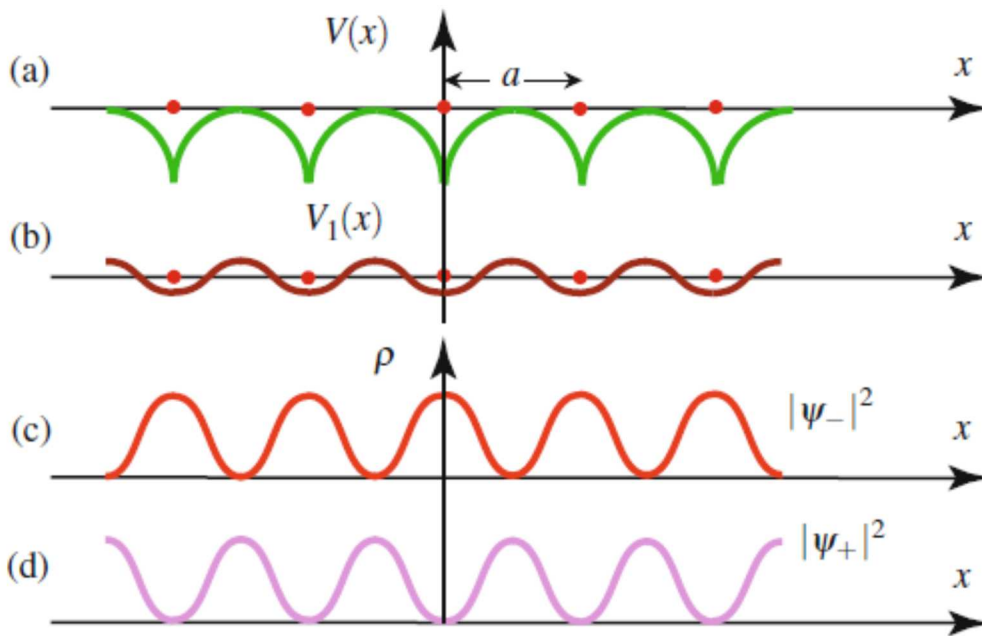 V(x)
(a)
a
x
V₁(x)
(b)
x
ρ
|ψ₋|²
(c)
x
|ψ₊|²
(d)
x